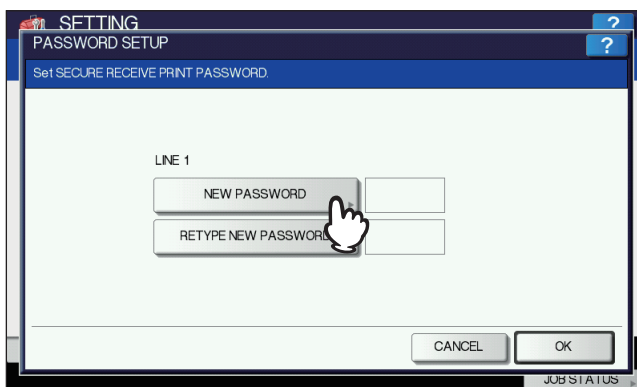 SETTING
?
PASSWORD SETUP
?
Set SECURE RECEIVE PRINT PASSWORD.
LINE 1
NEW PASSWORD
RETYPE NEW PASSWORD
CANCEL
OK
JOB STATUS